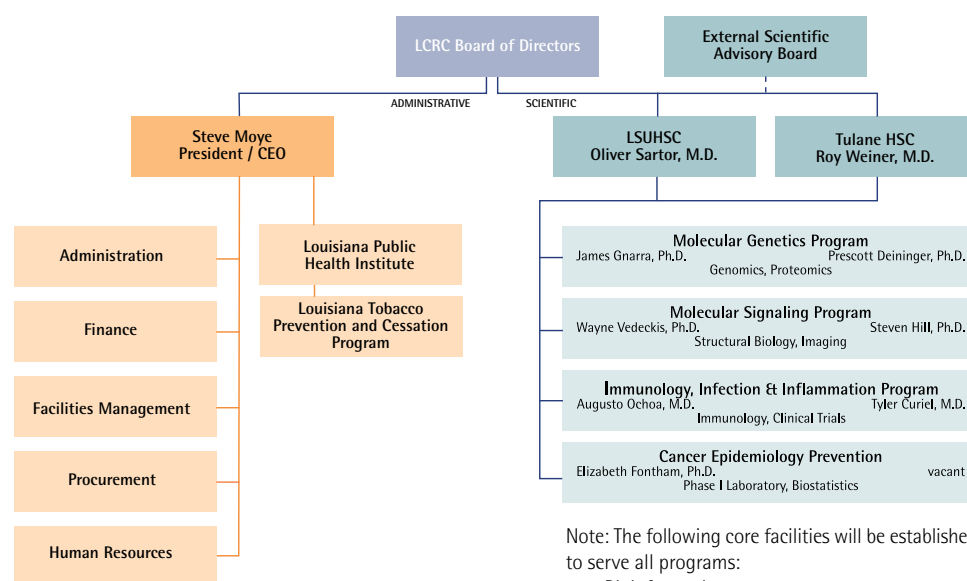 LCRC Board of Directors
External Scientific
Advisory Board
ADMINISTRATIVE
SCIENTIFIC
Steve Moye
President / CEO
LSUHSC
Oliver Sartor, M.D.
Tulane HSC
Roy Weiner, M.D.
Administration
Finance
Facilities Management
Procurement
Human Resources
Louisiana Public
Health Institute
Louisiana Tobacco
Prevention and Cessation
Program
Molecular Genetics Program
James Gnarra, Ph.D. Prescott Deininger, Ph.D.
Genomics, Proteomics
Molecular Signaling Program
Wayne Vedeckis, Ph.D. Steven Hill, Ph.D.
Structural Biology, Imaging
Immunology, Infection & Inflammation Program
Augusto Ochoa, M.D. Tyler Curiel, M.D.
Immunology, Clinical Trials
Cancer Epidemiology Prevention
Elizabeth Fontham, Ph.D. vacant
Phase I Laboratory, Biostatistics
Note: The following core facilities will be establishe
to serve all programs: